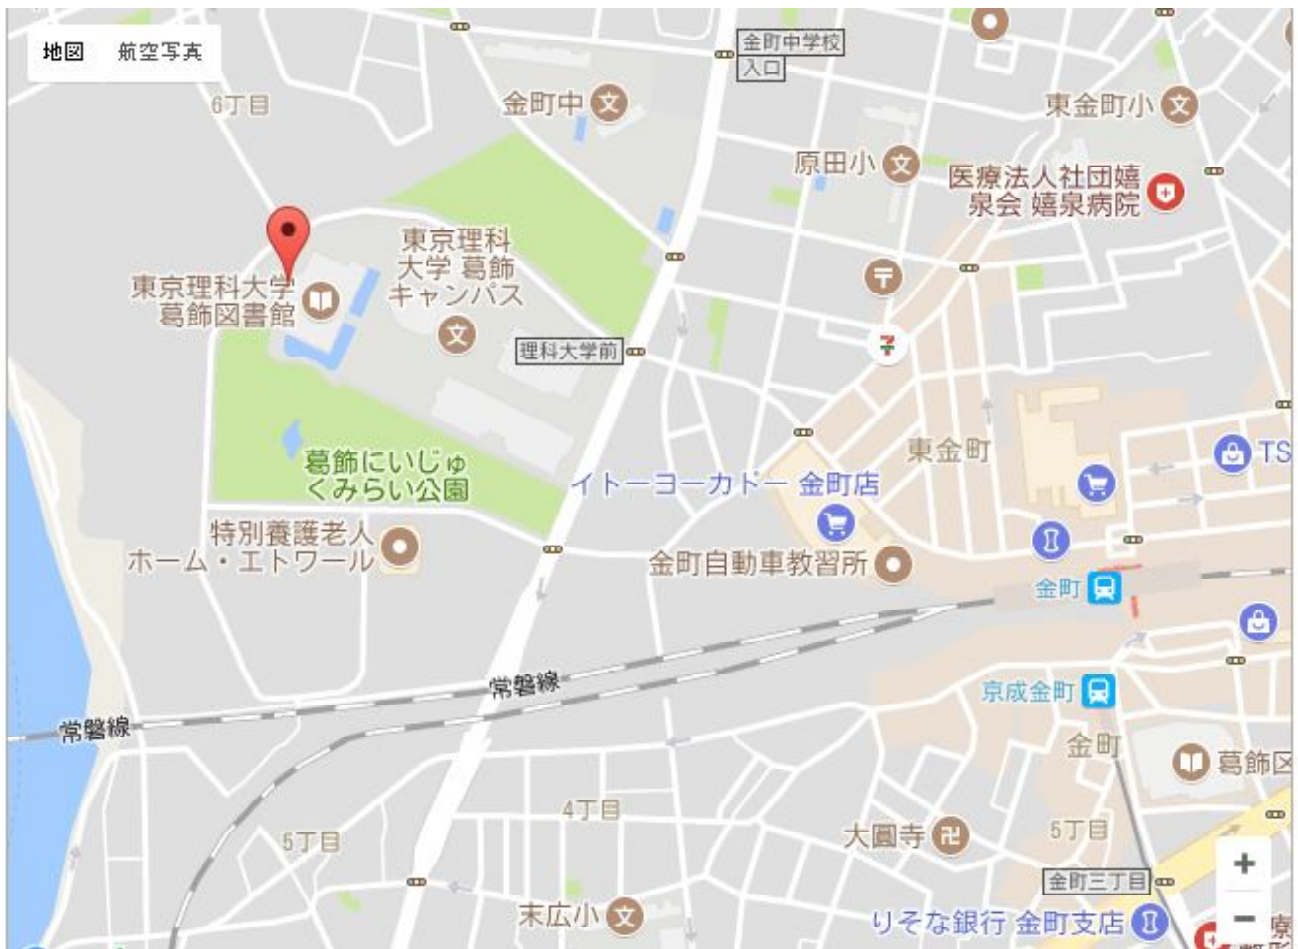 地図 航空写真
金町中学校
入口
6丁目
金町中
東金町小
原田小
医療法人社団嬉
泉会 嬉泉病院
東京理科
大学 葛飾
キャンパス
東京理科大学
葛飾図書館
理科大学前
葛飾にいじゅ
くみらい公園
東金町
TS
イトーヨーカドー 金町店
特別養護老人
ホーム・エトワール
金町自動車教習所
金町
常磐線
京成金町
常磐線
金町
葛飾区
4丁目
5丁目
大圓寺
5丁目
金町三丁目
末広小
りそな銀行 金町支店